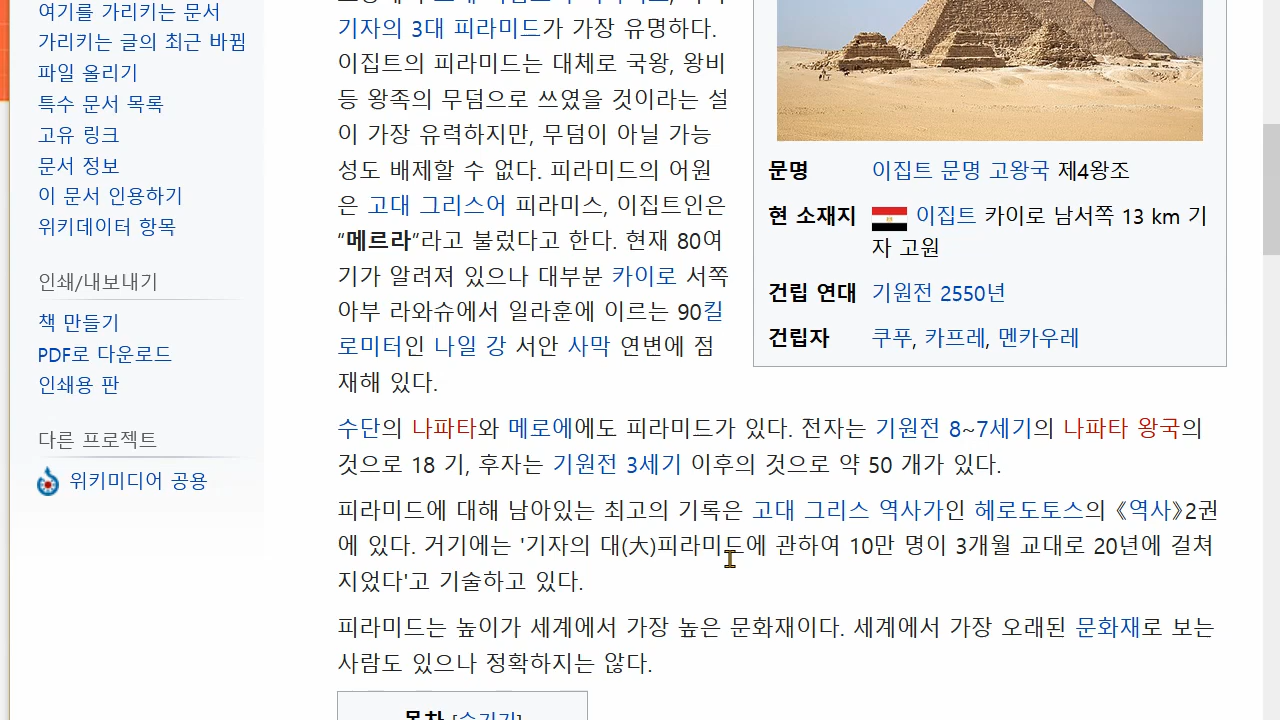 여기를 가리키는 문서
가리키는 글의 최근 바뀜
파일 올리기
특수 문서 목록
고유 링크
문서 정보
이 문서 인용하기
위키데이터 항목
인쇄/내보내기
책 만들기
PDF로 다운로드
인쇄용 판
다른 프로젝트
위키미디어 공용
기자의 3대 피라미드가 가장 유명하다.
이집트의 피라미드는 대체로 국왕, 왕비
등 왕족의 무덤으로 쓰였을 것이라는 설
이 가장 유력하지만, 무덤이 아닐 가능
성도 배제할 수 없다. 피라미드의 어원
은 고대 그리스어 피라미스, 이집트인은
“메르라”라고 불렀다고 한다. 현재 80여
기가 알려져 있으나 대부분 카이로 서쪽
아부 라와슈에서 일라훈에 이르는 90킬
로미터인 나일 강 서안 사막 연변에 점
재해 있다.
문명 이집트 문명 고왕국 제4왕조
현 소재지 이집트 카이로 남서쪽 13 km 기
자 고원
건립 연대 기원전 2550년
건립자 쿠푸, 카프레, 멘카우레
수단의 나파타와 메로에에도 피라미드가 있다. 전자는 기원전 8~7세기의 나파타 왕국의
것으로 18 기, 후자는 기원전 3세기 이후의 것으로 약 50 개가 있다.
피라미드에 대해 남아있는 최고의 기록은 고대 그리스 역사가인 헤로도토스의 《역사》2권
에 있다. 거기에는 '기자의 대(大)피라미드에 관하여 10만 명이 3개월 교대로 20년에 걸쳐
지었다'고 기술하고 있다.
피라미드는 높이가 세계에서 가장 높은 문화재이다. 세계에서 가장 오래된 문화재로 보는
사람도 있으나 정확하지는 않다.
목차 [숨기기]